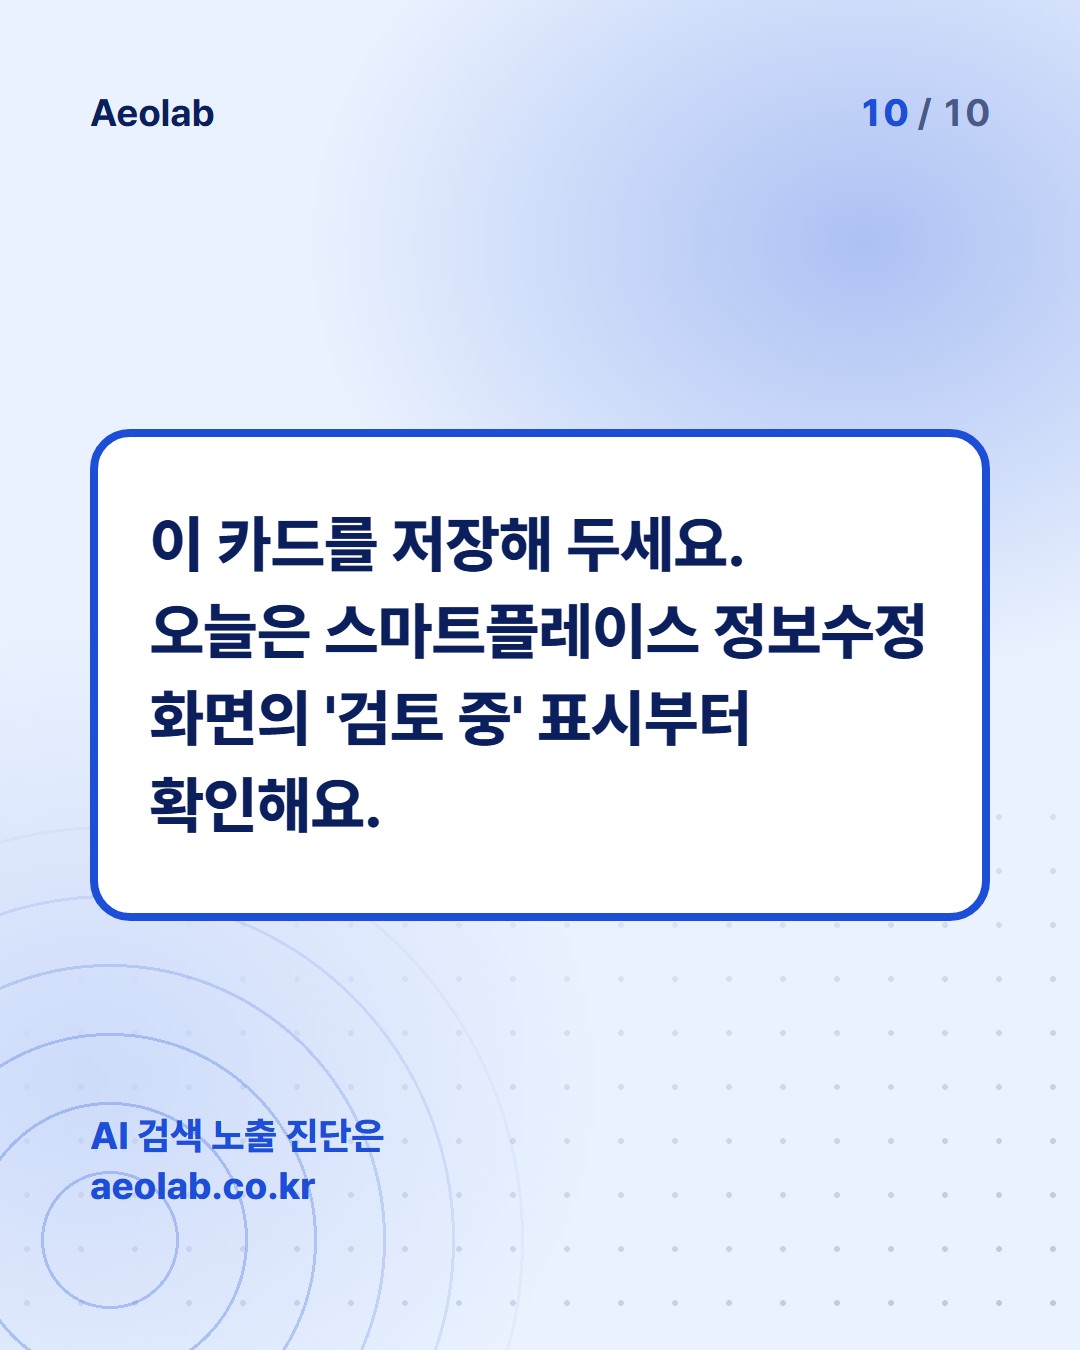 Aeolab
10 / 10
이 카드를 저장해 두세요.
오늘은 스마트플레이스 정보수정
화면의 '검토 중' 표시부터
확인해요.
AI 검색 노출 진단은
aeolab.co.kr